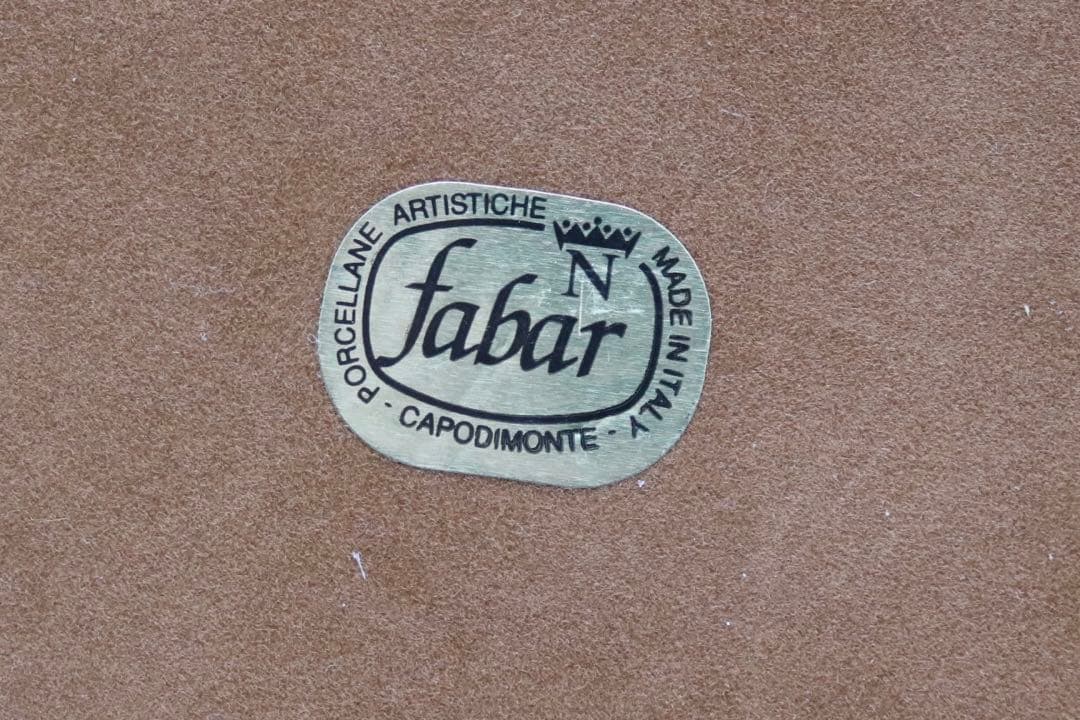 PORCELLANE ARTISTICHE
N
fabar
MADE IN ITALY
- CAPODIMONTE -